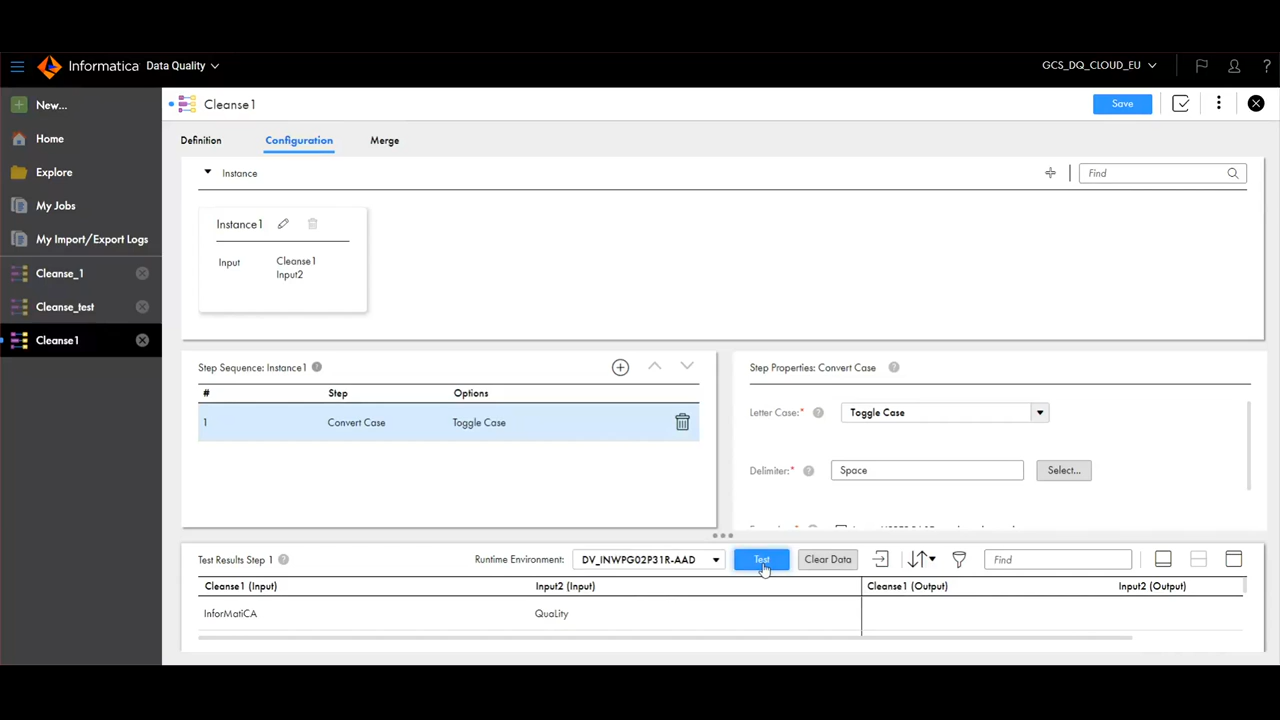 Informatica Data Quality
GCS_DQ_CLOUD_EU
?
New...
Home
Explore
My Jobs
My Import/Export Logs
Cleanse_1
Cleanse_test
Cleanse1
Cleanse1
Save
Definition
Configuration
Merge
Instance
Find
Instance1
Input
Cleanse1
Input2
Step Sequence: Instance1
# Step Options
1 Convert Case Toggle Case
Step Properties: Convert Case ?
Letter Case:* ? Toggle Case
Delimiter:* ? Space Select...
Test Results Step 1 ?
Runtime Environment: DV_INWPG02P31R-AAD Test Clear Data Find
Cleanse1 (Input) Input2 (Input) Cleanse1 (Output) Input2 (Output)
InforMatiCA QuaLity